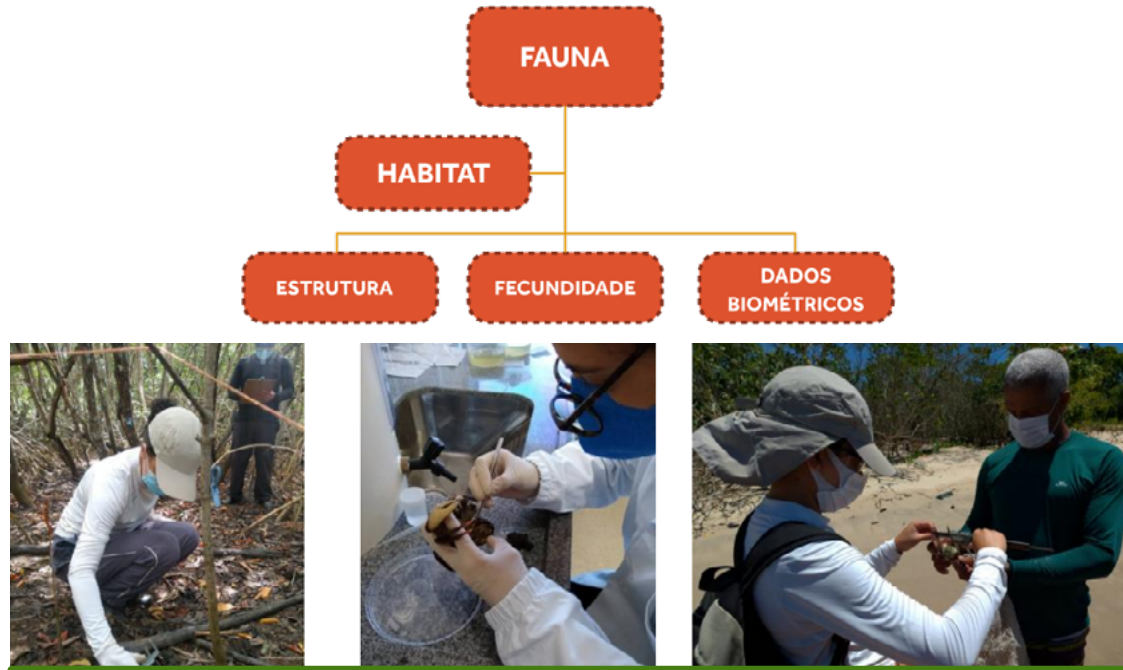 FAUNA
HABITAT
ESTRUTURA
FECUNDIDADE
DADOS
BIOMÉTRICOS